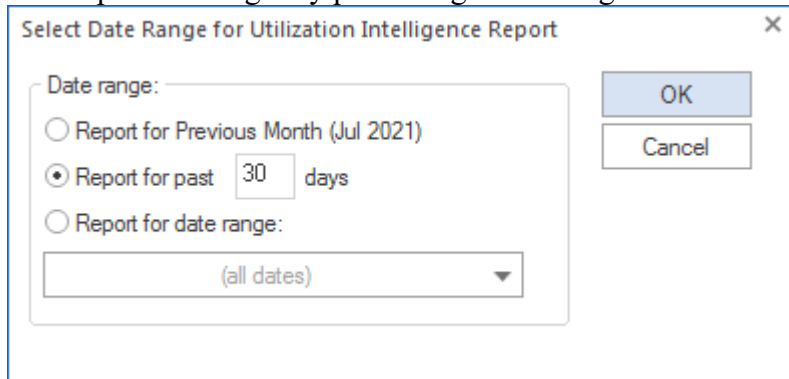 Select Date Range for Utilization Intelligence Report
Date range:
OK
Report for Previous Month (Jul 2021)
Cancel
Report for past 30 days
Report for date range:
(all dates)